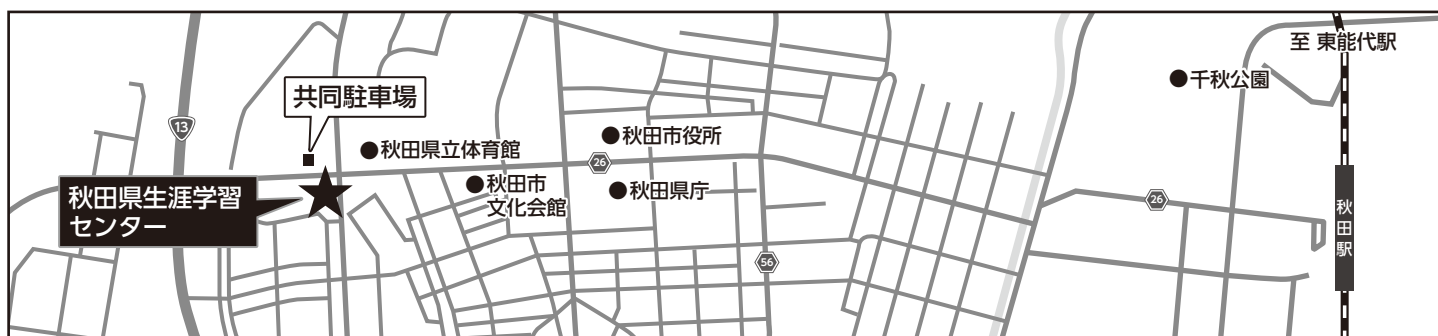 至 東能代駅
千秋公園
共同駐車場
13
秋田県立体育館
秋田市役所
26
秋田県生涯学習
センター
秋田市
文化会館
秋田県庁
26
秋田駅
56